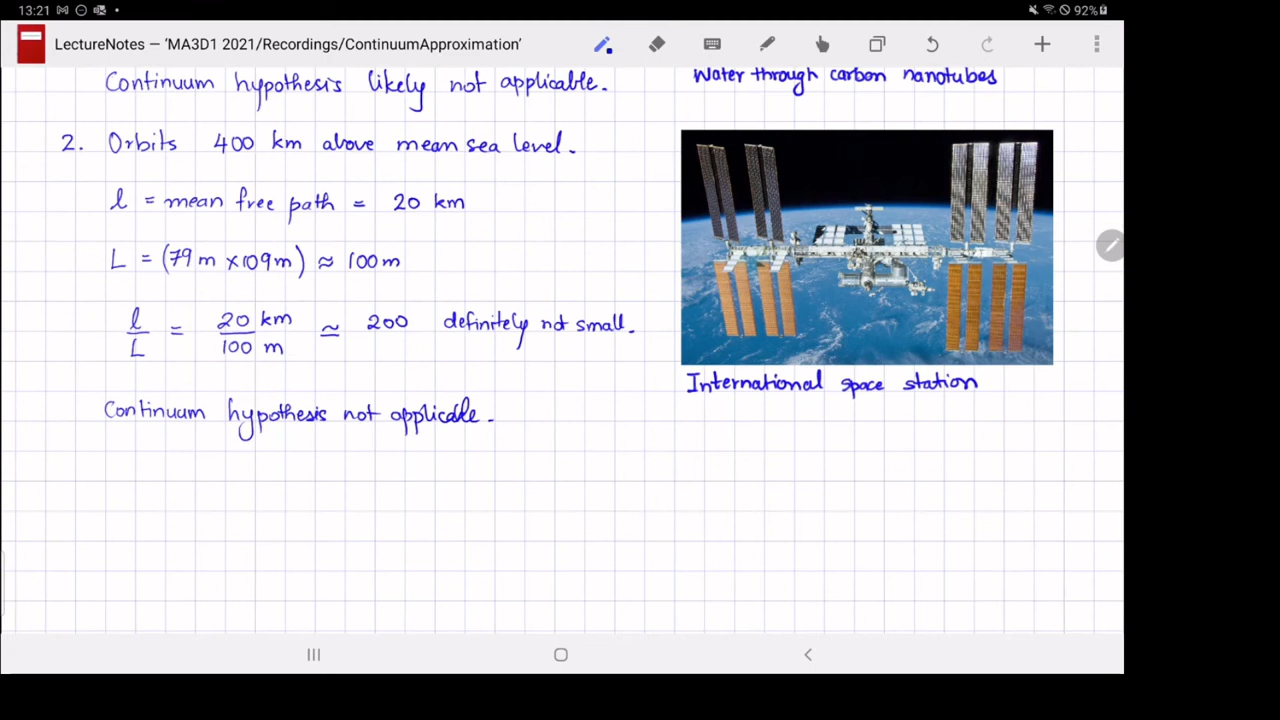 13:21
92%
LectureNotes — ‘MA3D1 2021/Recordings/ContinuumApproximation’
Continuum hypothesis likely not applicable.
Water through carbon nanotubes
2. Orbits 400 km above mean sea level.
l = mean free path = 20 km
L = (79 m × 109 m) ≈ 100 m
l/L = 20 km/100 m ≃ 200 definitely not small.
International space station
Continuum hypothesis not applicable.